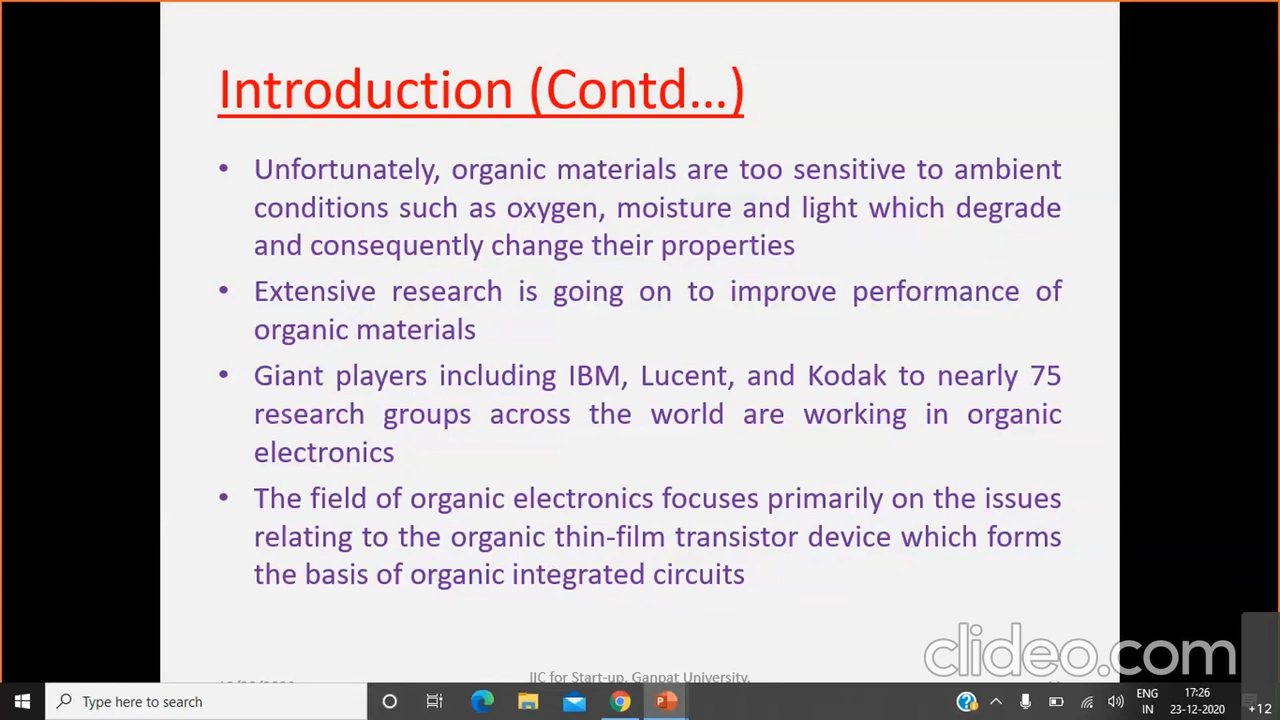 Introduction (Contd...)
• Unfortunately, organic materials are too sensitive to ambient
conditions such as oxygen, moisture and light which degrade
and consequently change their properties
• Extensive research is going on to improve performance of
organic materials
• Giant players including IBM, Lucent, and Kodak to nearly 75
research groups across the world are working in organic
electronics
• The field of organic electronics focuses primarily on the issues
relating to the organic thin-film transistor device which forms
the basis of organic integrated circuits
clideo.com
IIC for Start-up, Ganpat University,
Type here to search
ENG
IN
17:26
23-12-2020
+12